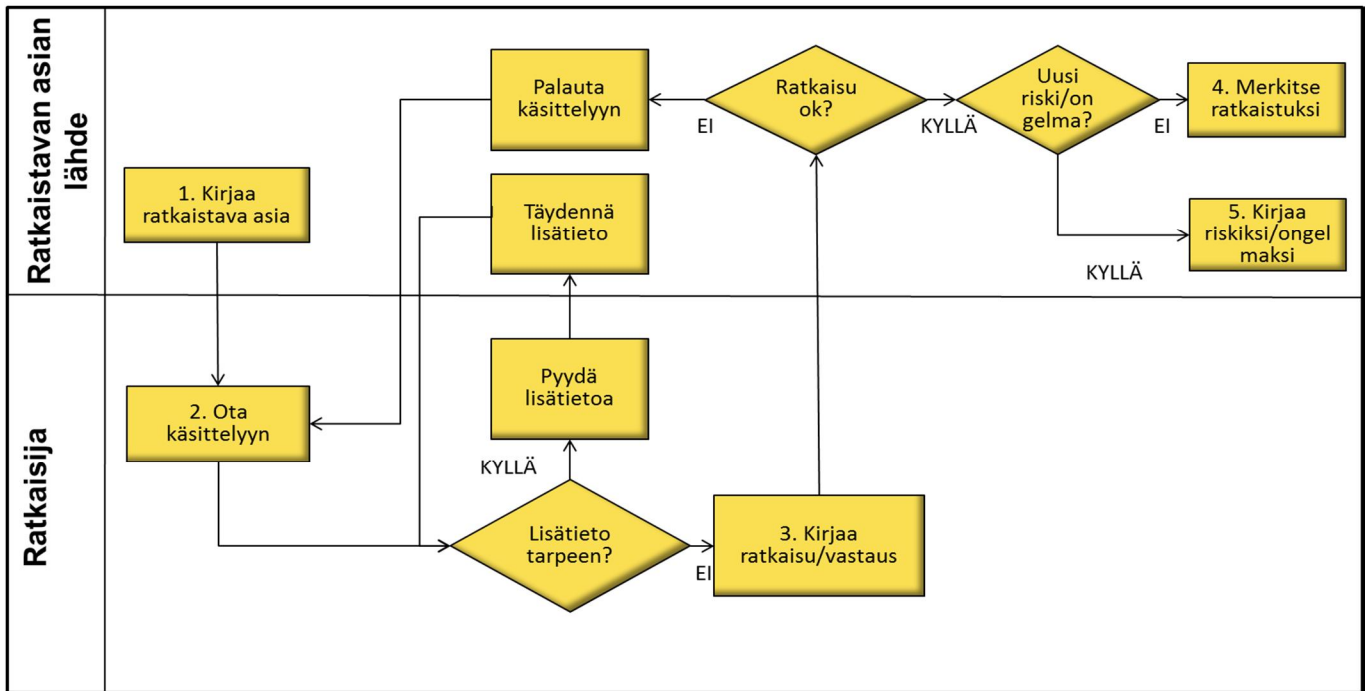 Ratkaistavan asian
lähde
1. Kirjaa
ratkaistava asia
Palauta
käsittelyyn
EI
Ratkaisu
ok?
KYLLÄ
Uusi
riski/on
gelma?
EI
4. Merkitse
ratkaistuksi
Täydennä
lisätieto
5. Kirjaa
riskiksi/ongel
maksi
KYLLÄ
Ratkaisija
2. Ota
käsittelyyn
Pyydä
lisätietoa
KYLLÄ
Lisätieto
tarpeen?
EI
3. Kirjaa
ratkaisu/vastaus